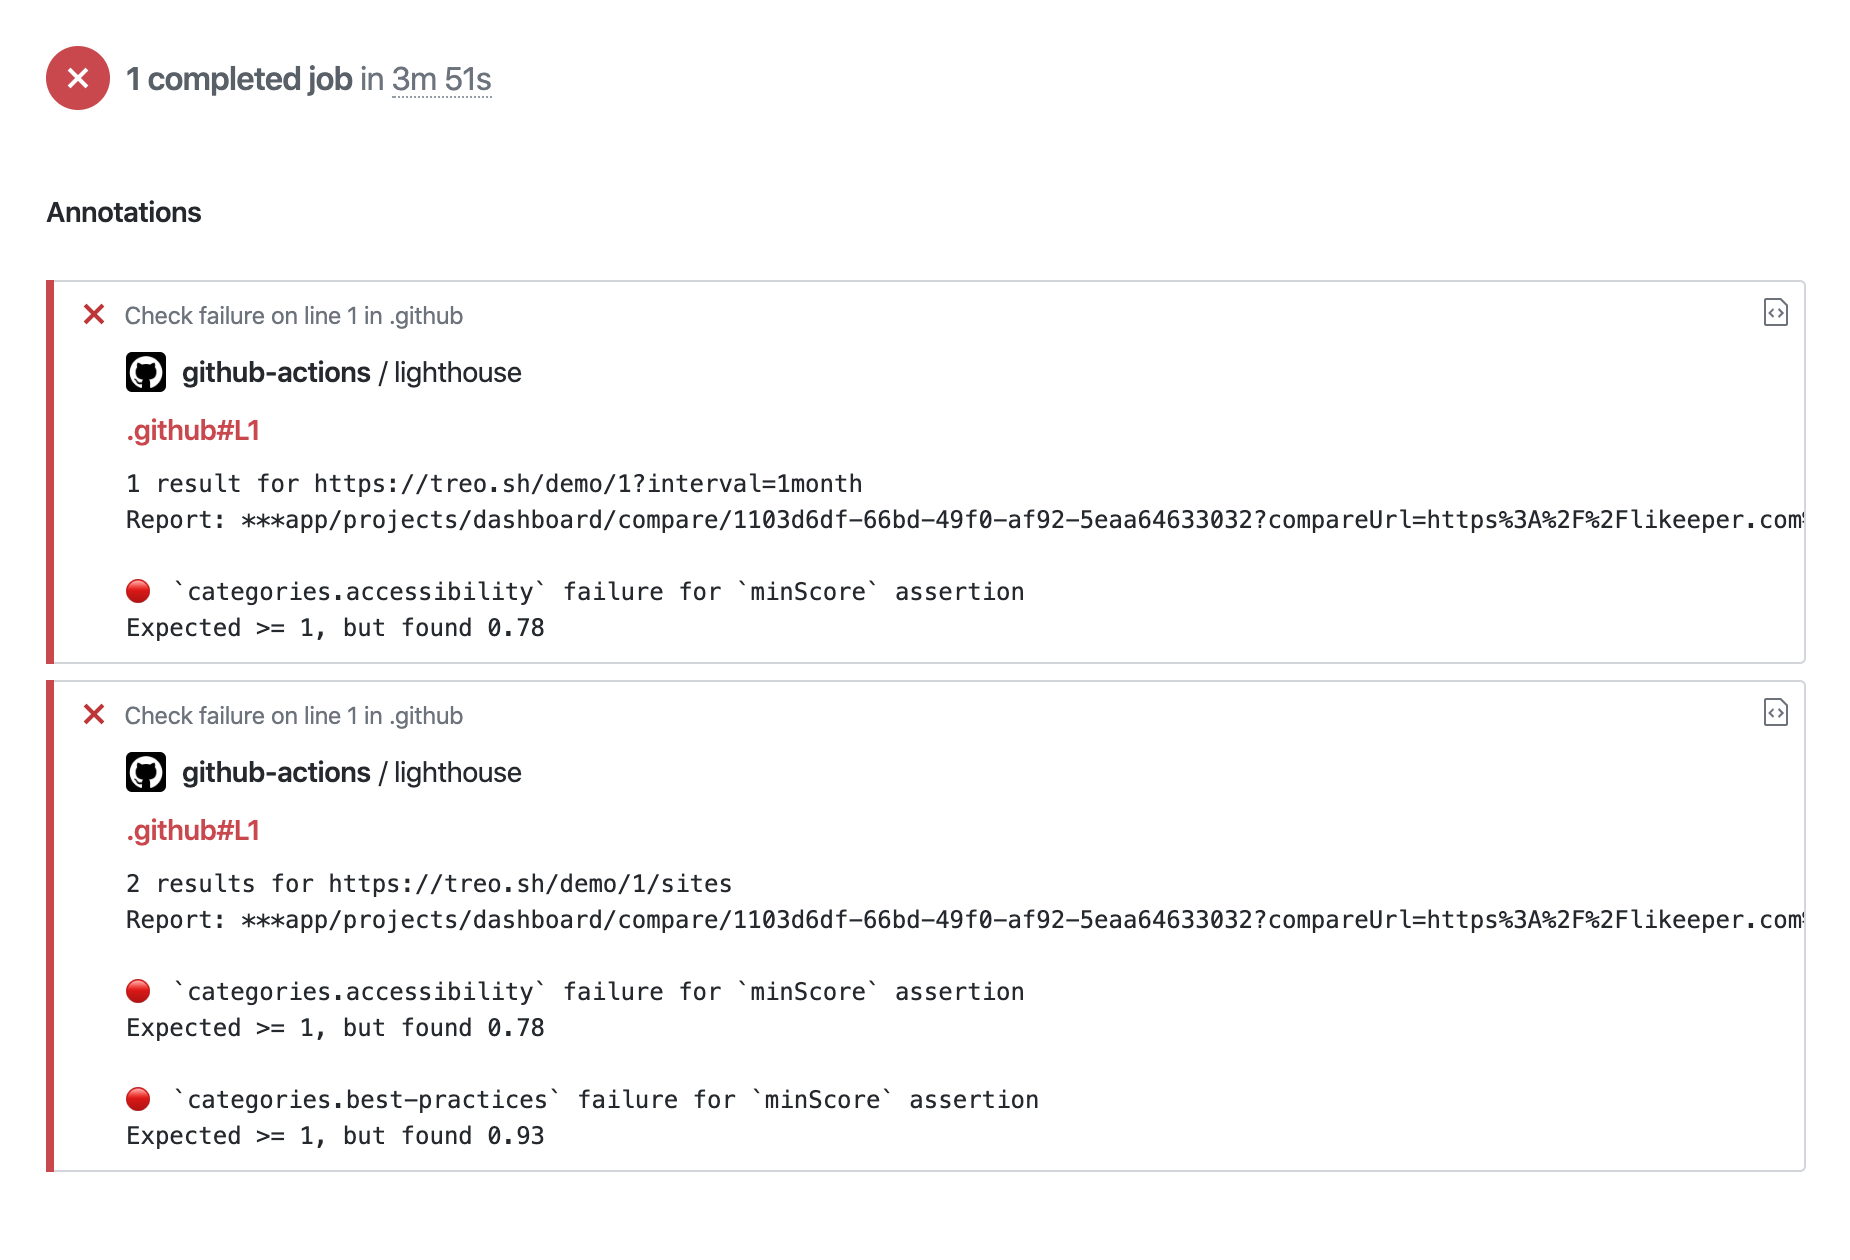 1 completed job in 3m 51s
Annotations
Check failure on line 1 in .github
github-actions / lighthouse
.github#L1
1 result for https://treo.sh/demo/1?interval=1month
Report: ***app/projects/dashboard/compare/1103d6df-66bd-49f0-af92-5eaa64633032?compareUrl=https%3A%2F%2Flikeeper.com%
`categories.accessibility` failure for `minScore` assertion
Expected >= 1, but found 0.78
Check failure on line 1 in .github
github-actions / lighthouse
.github#L1
2 results for https://treo.sh/demo/1/sites
Report: ***app/projects/dashboard/compare/1103d6df-66bd-49f0-af92-5eaa64633032?compareUrl=https%3A%2F%2Flikeeper.com%
`categories.accessibility` failure for `minScore` assertion
Expected >= 1, but found 0.78
`categories.best-practices` failure for `minScore` assertion
Expected >= 1, but found 0.93